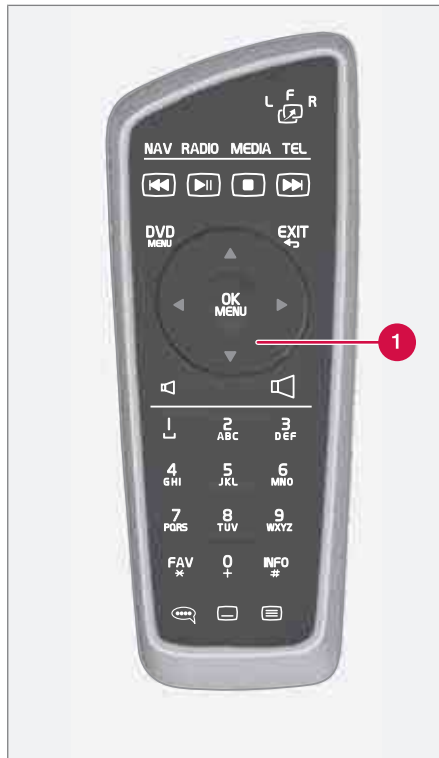 L F R
NAV RADIO MEDIA TEL
DVD EXIT
MENU
OK
MENU
1
1 2 3
ABC DEF
4 5 6
GHI JKL MNO
7 8 9
PQRS TUV WXYZ
FAV 0 INFO
* + #